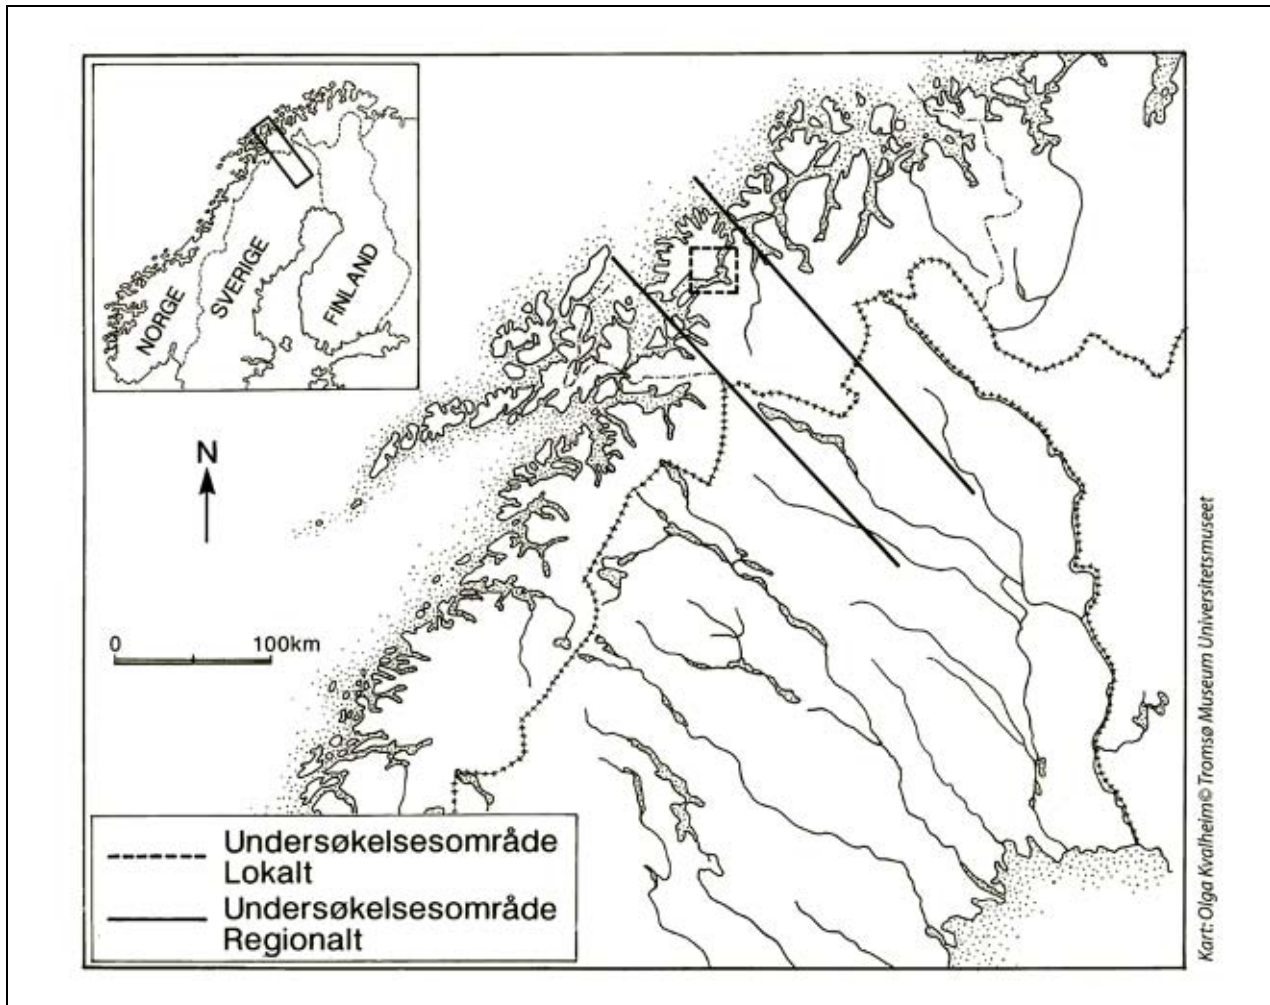 NORGE
SVERIGE
FINLAND
N
0 100km
Undersøkelsesområde
Lokalt
Undersøkelsesområde
Regionalt
Kart: Olga Kvalheim© Tromsø Museum Universitetsmuseet